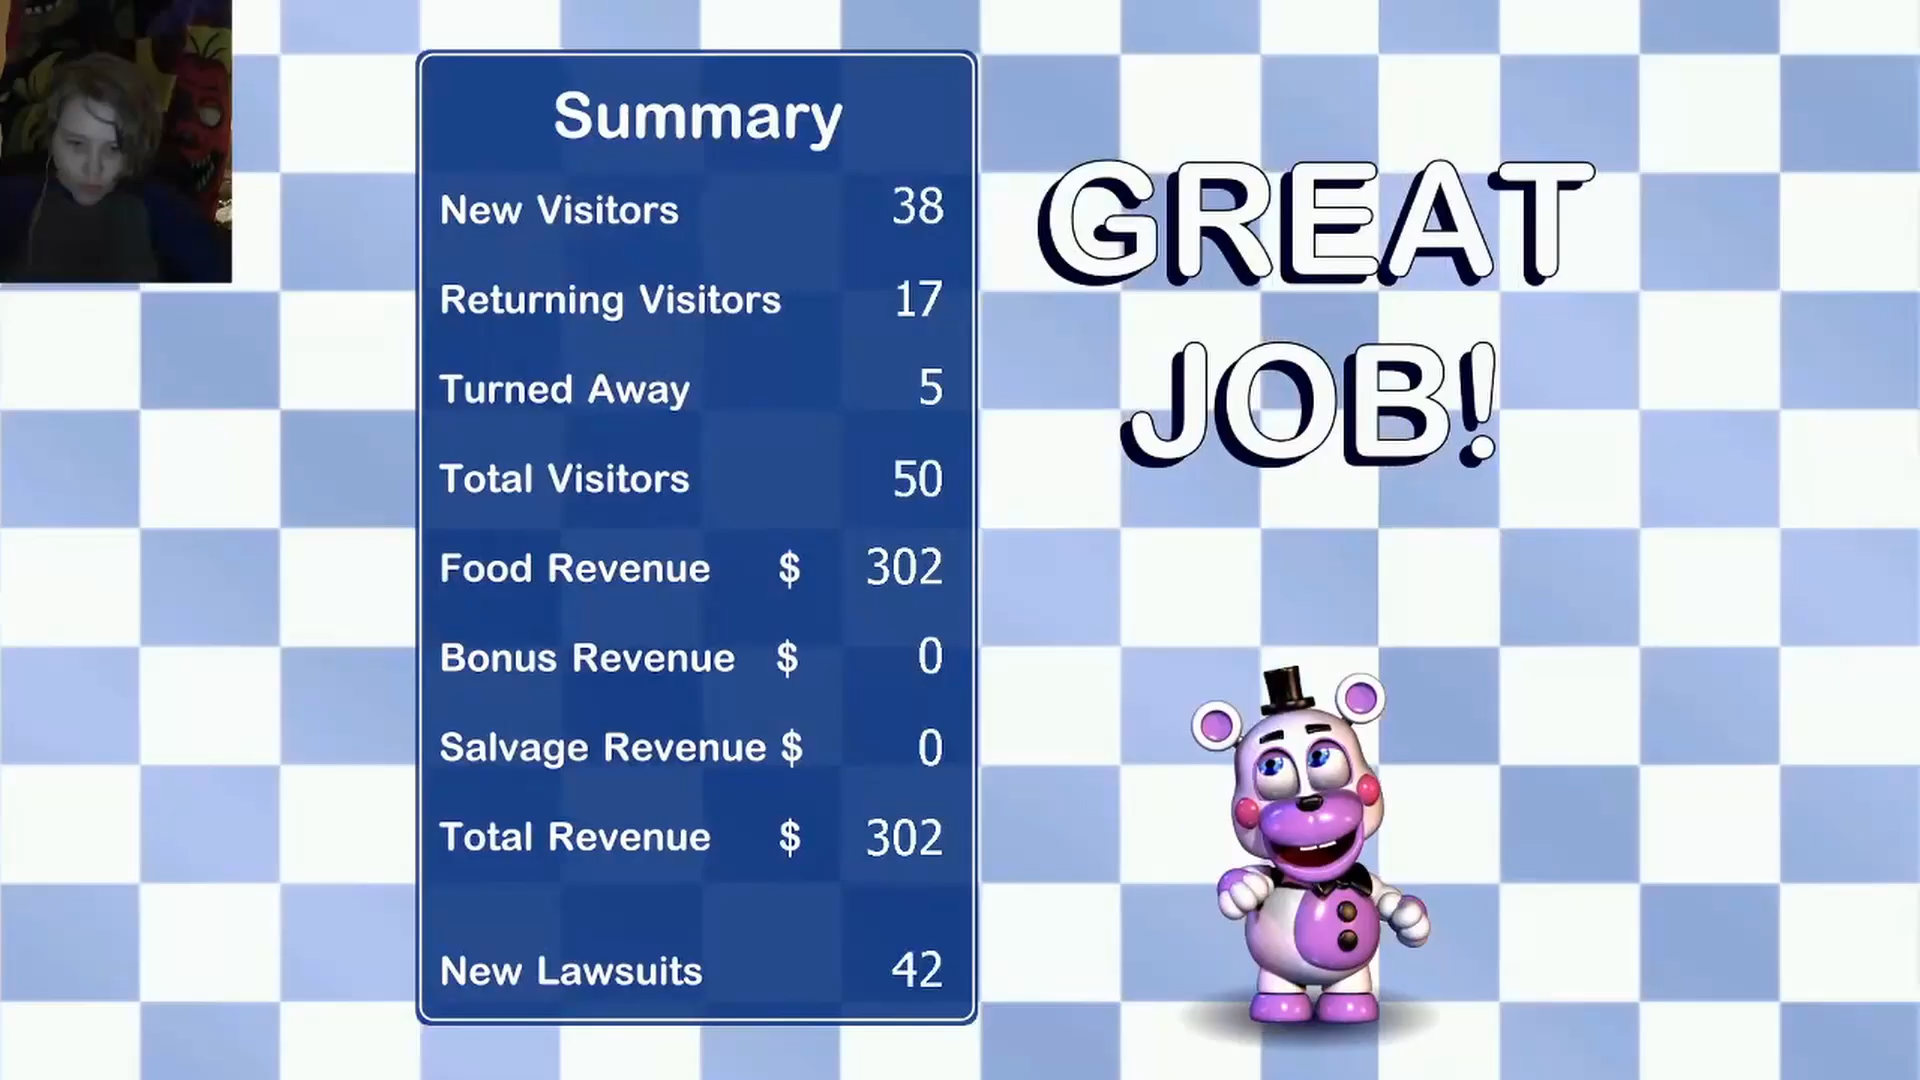 Summary
New Visitors 38
Returning Visitors 17
Turned Away 5
Total Visitors 50
Food Revenue $ 302
Bonus Revenue $ 0
Salvage Revenue $ 0
Total Revenue $ 302
New Lawsuits 42
GREAT
JOB!